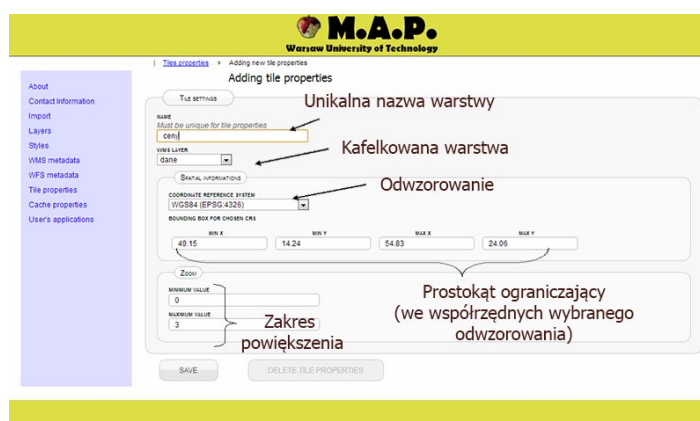 M.A.P.
Warsaw University of Technology
| Tiles properties > Adding new tile properties
Adding tile properties
About
Contact Information
Import
Layers
Styles
WMS metadata
WFS metadata
Tile properties
Cache properties
User's applications
Tile settings
Unikalna nazwa warstwy
NAME
Must be unique for tile properties
ceny
Kafelkowana warstwa
WMS LAYER
dane
Spatial informations
Odwzorowanie
COORDINATE REFERENCE SYSTEM
WGS84 (EPSG:4326)
BOUNDING BOX FOR CHOSEN CRS
MIN X MIN Y MAX X MAX Y
49.15 14.24 54.83 24.06
Zoom
MINIMUM VALUE
0
MAXIMUM VALUE
3
Zakres
powiększenia
Prostokąt ograniczający
(we współrzędnych wybranego
odwzorowania)
SAVE DELETE TILE PROPERTIES